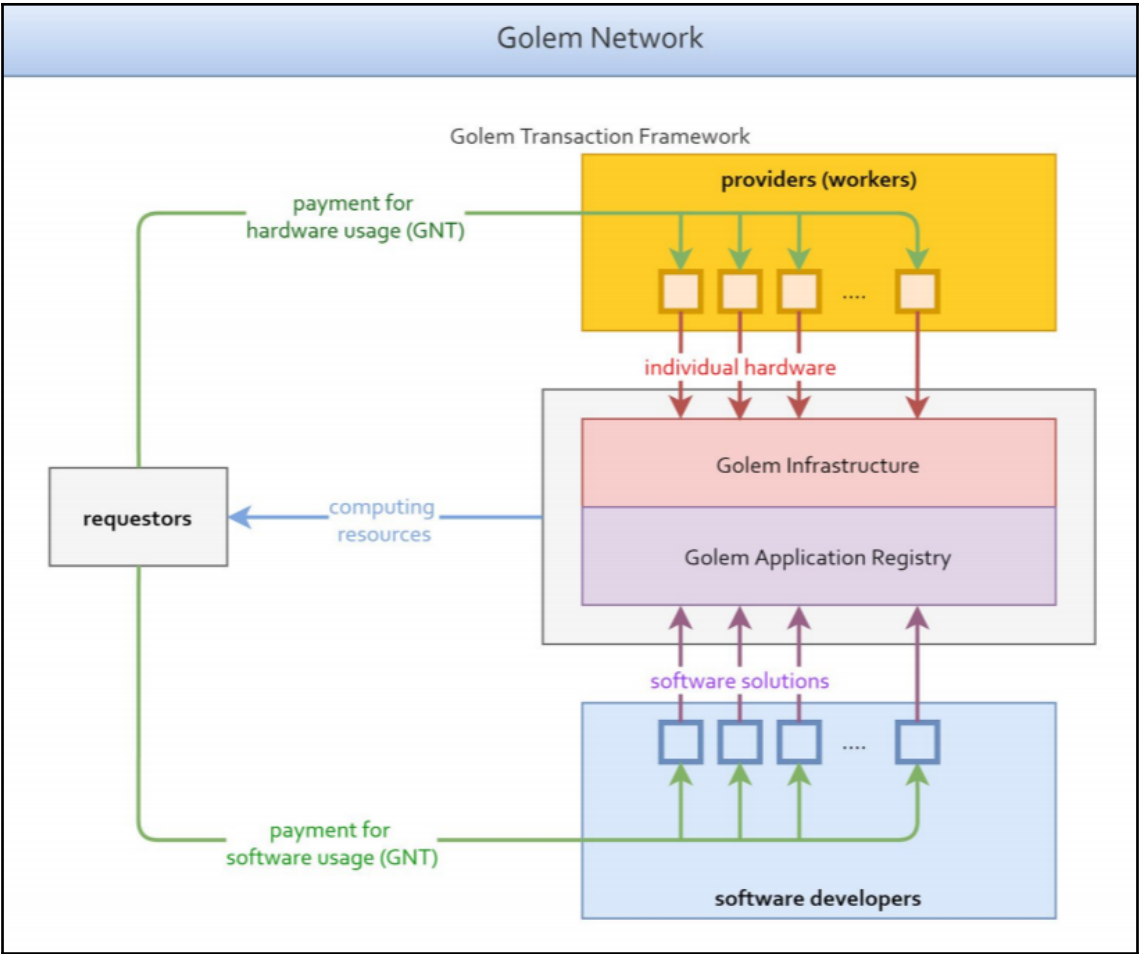 Golem Network
Golem Transaction Framework
providers (workers)
payment for
hardware usage (GNT)
....
individual hardware
Golem Infrastructure
requestors
computing
resources
Golem Application Registry
software solutions
....
payment for
software usage (GNT)
software developers